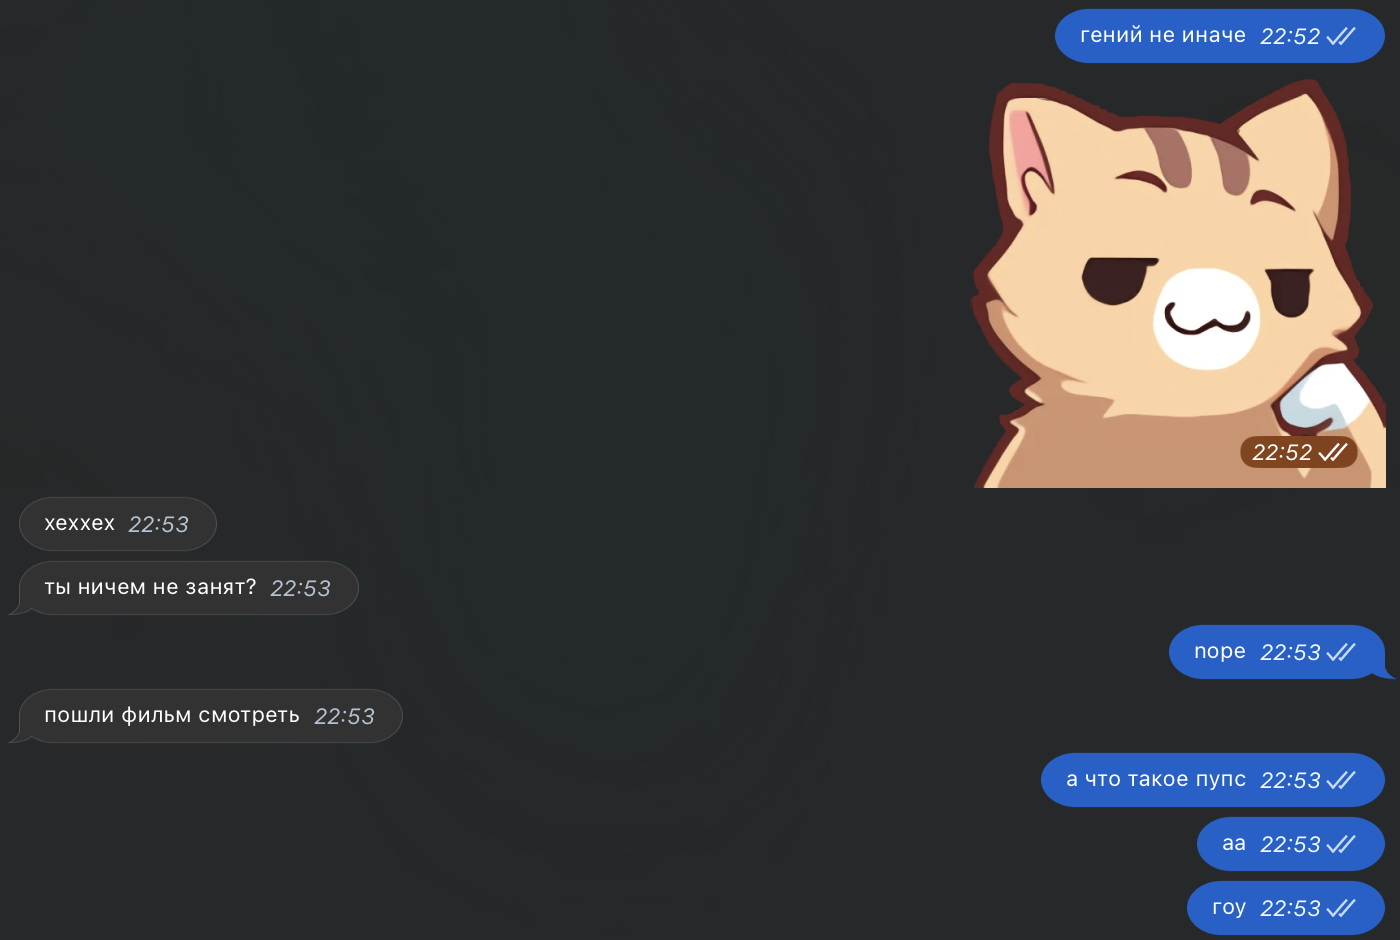 гений не иначе 22:52
22:52
хеххех 22:53
ты ничем не занят? 22:53
nope 22:53
пошли фильм смотреть 22:53
а что такое пупс 22:53
аа 22:53
гоу 22:53